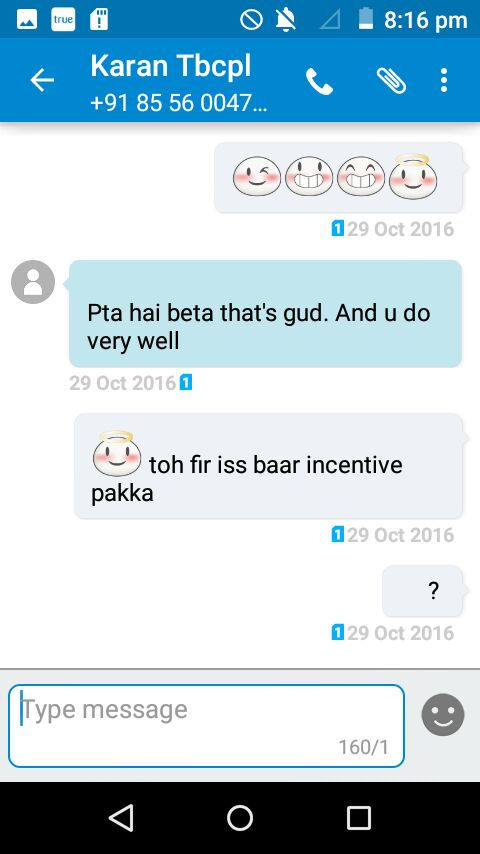 true
8:16 pm
Karan Tbcpl
+91 85 56 0047...
1 29 Oct 2016
Pta hai beta that's gud. And u do
very well
29 Oct 2016 1
toh fir iss baar incentive
pakka
1 29 Oct 2016
?
1 29 Oct 2016
Type message
160/1